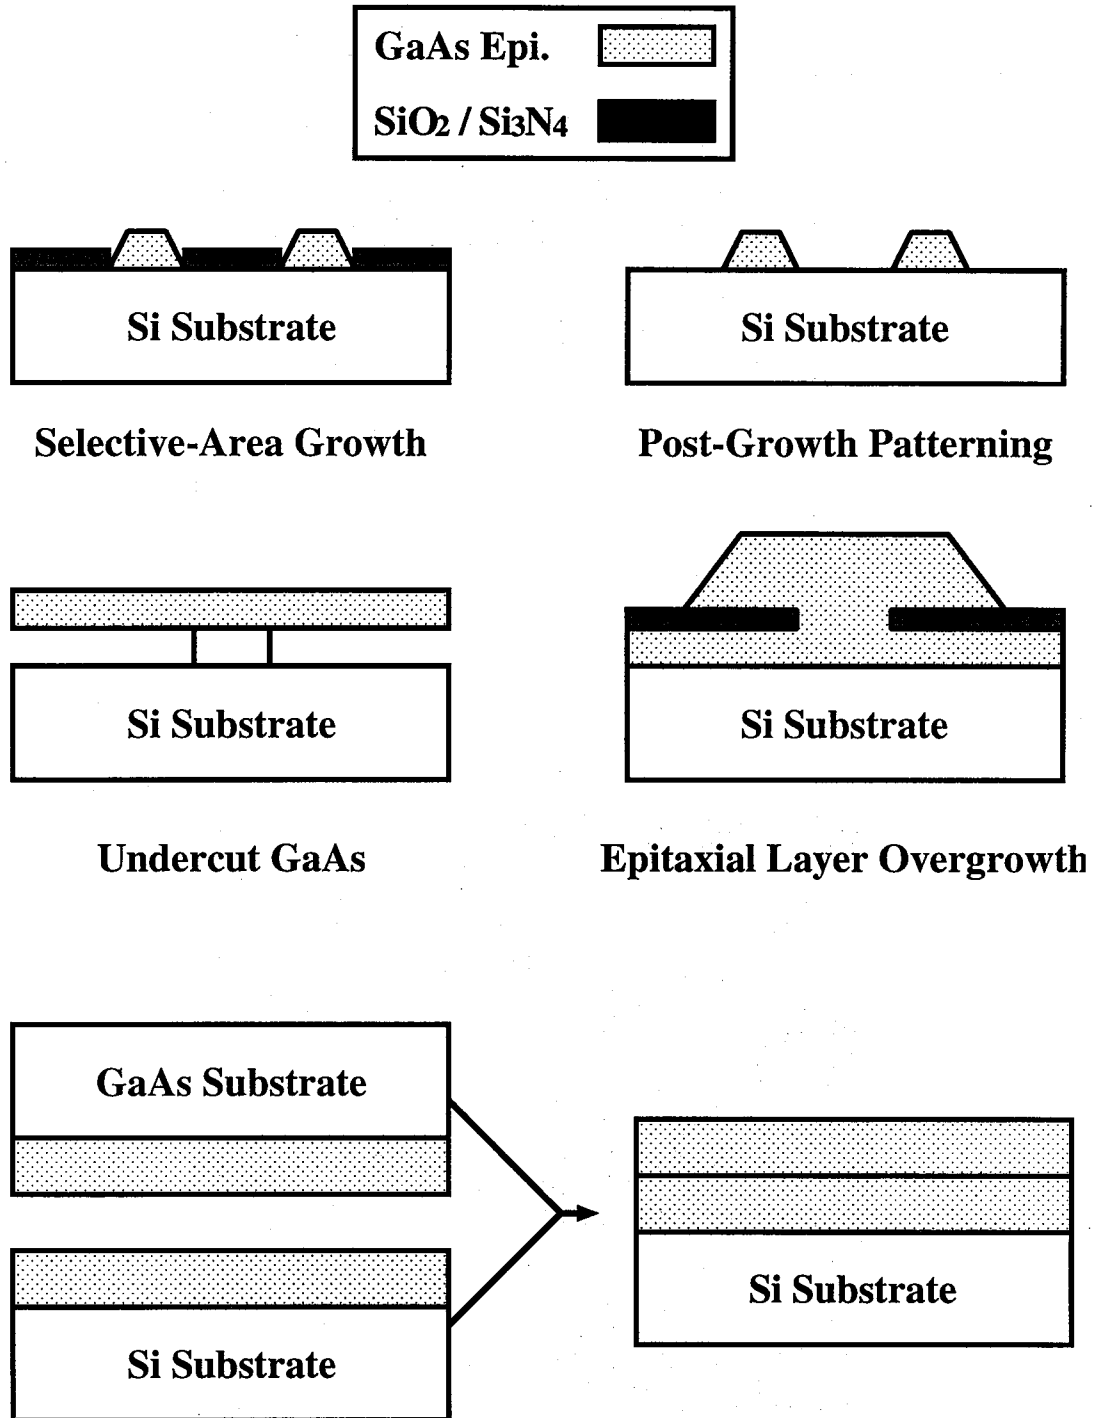 GaAs Epi.
SiO2 / Si3N4
Si Substrate
Si Substrate
Selective-Area Growth
Post-Growth Patterning
Si Substrate
Si Substrate
Undercut GaAs
Epitaxial Layer Overgrowth
GaAs Substrate
Si Substrate
Si Substrate